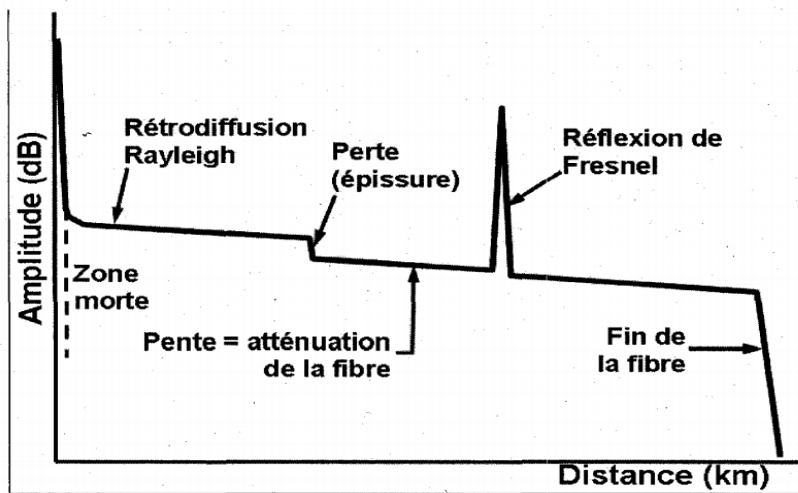 Amplitude (dB)
Rétrodiffusion
Rayleigh
Perte
(épissure)
Réflexion de
Fresnel
Zone
morte
Pente = atténuation
de la fibre
Fin de
la fibre
Distance (km)